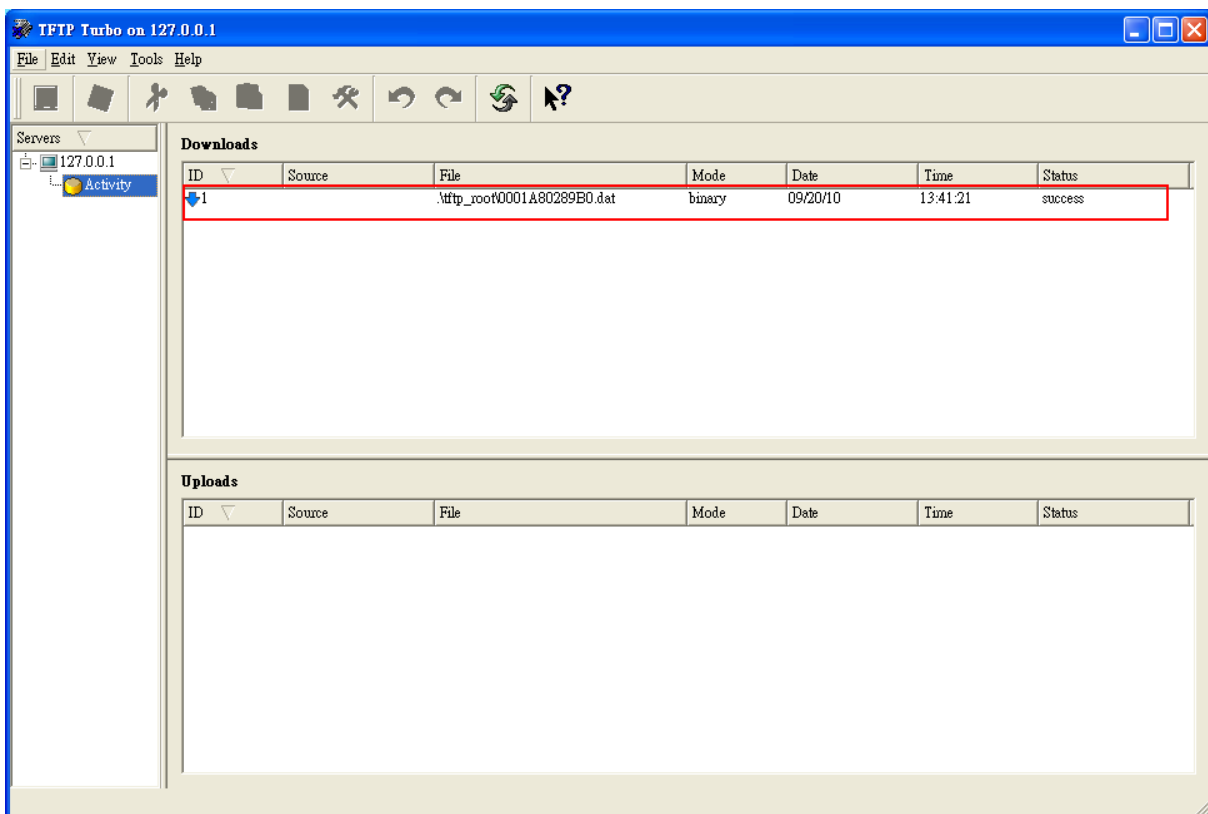 TFTP Turbo on 127.0.0.1
File Edit View Tools Help
Servers
127.0.0.1
Activity
Downloads
ID Source File Mode Date Time Status
1 .\tftp_root\0001A80289B0.dat binary 09/20/10 13:41:21 success
Uploads
ID Source File Mode Date Time Status